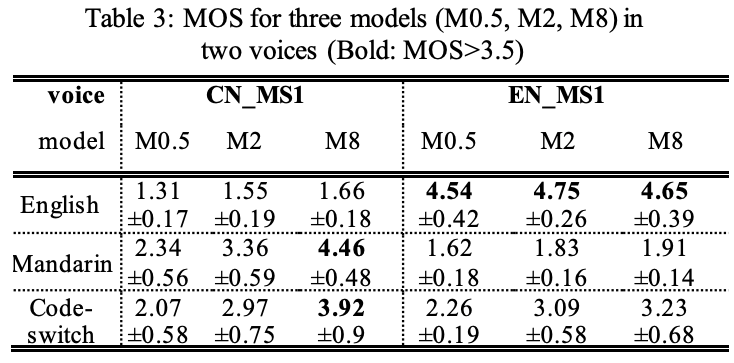 Table 3: MOS for three models (M0.5, M2, M8) in
two voices (Bold: MOS>3.5)
voice CN_MS1 EN_MS1
model M0.5 M2 M8 M0.5 M2 M8
English 1.31 1.55 1.66 4.54 4.75 4.65
±0.17 ±0.19 ±0.18 ±0.42 ±0.26 ±0.39
Mandarin 2.34 3.36 4.46 1.62 1.83 1.91
±0.56 ±0.59 ±0.48 ±0.18 ±0.16 ±0.14
Code- 2.07 2.97 3.92 2.26 3.09 3.23
switch ±0.58 ±0.75 ±0.9 ±0.19 ±0.58 ±0.68